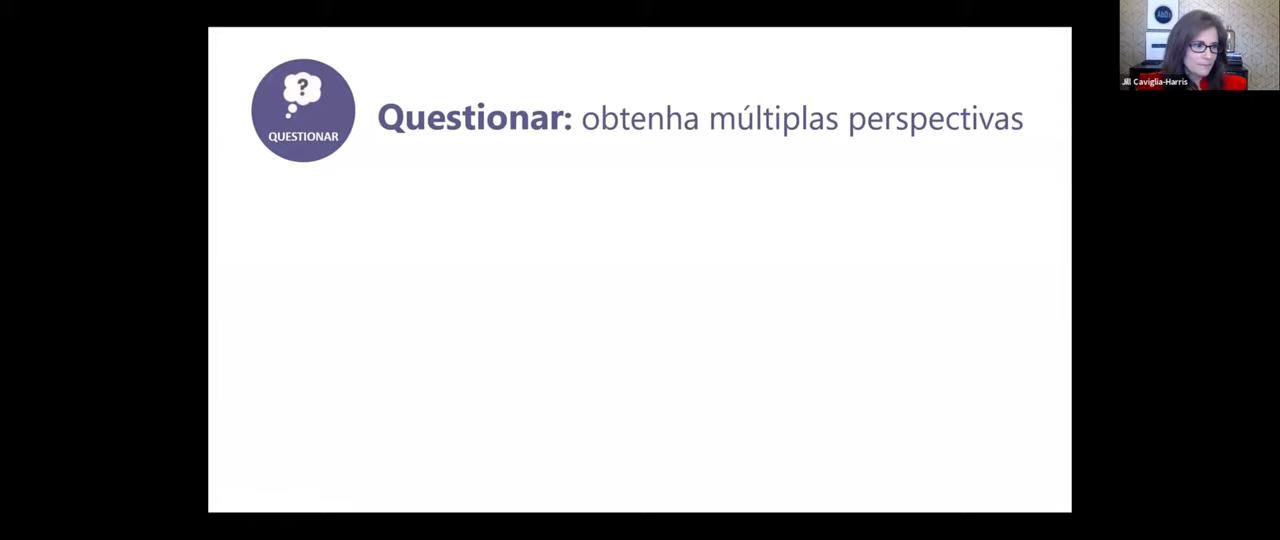 ?
QUESTIONAR
Questionar: obtenha múltiplas perspectivas
Jill Caviglia-Harris